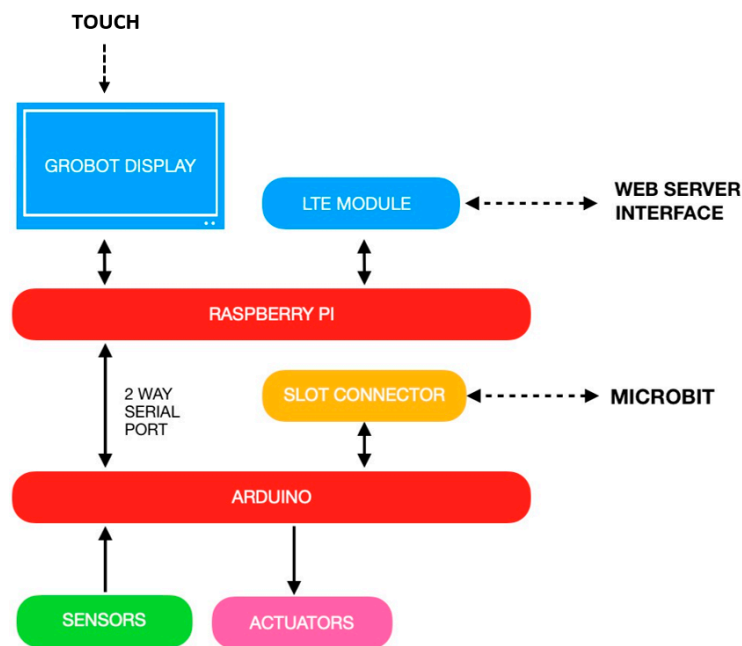 TOUCH
GROBOT DISPLAY
LTE MODULE
WEB SERVER
INTERFACE
RASPBERRY PI
2 WAY
SERIAL
PORT
SLOT CONNECTOR
MICROBIT
ARDUINO
SENSORS
ACTUATORS